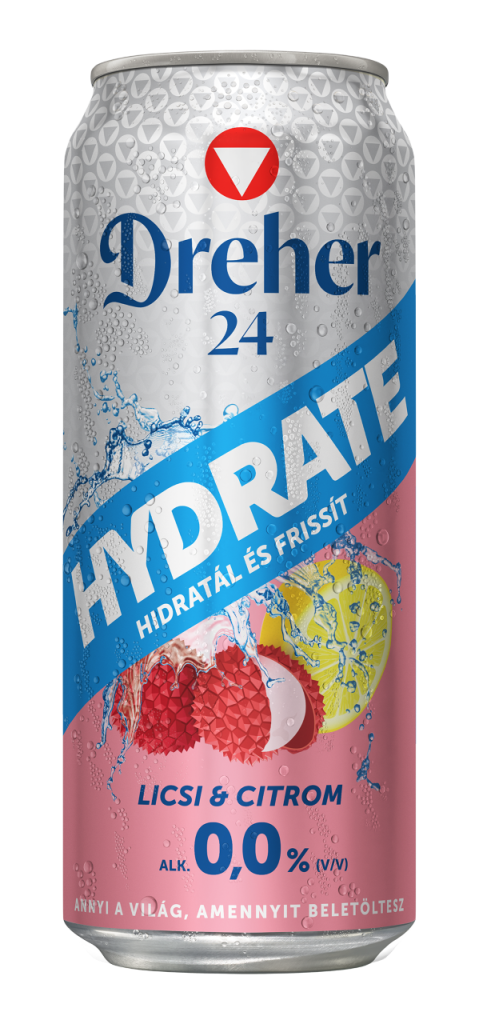 Dreher
24
HYDRATE
HIDRATÁL ÉS FRISSÍT
LICSI & CITROM
ALK. 0,0% (V/V)
ANNYI A VILÁG, AMENNYIT BELETÖLTESZ